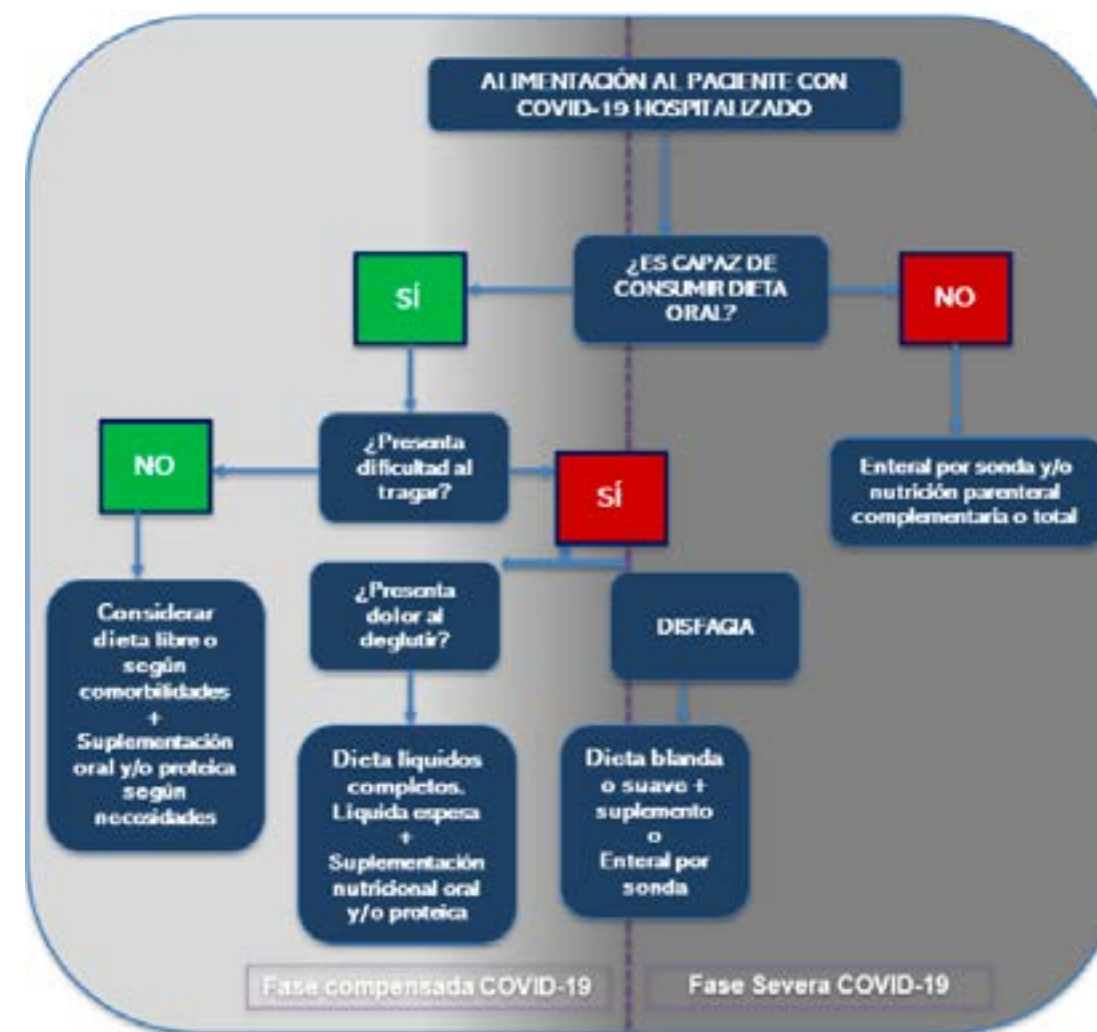 ALIMENTACIÓN AL PACIENTE CON
COVID-19 HOSPITALIZADO
¿ES CAPAZ DE
CONSUMIR DIETA
ORAL?
SÍ
NO
¿Presenta
dificultad al
tragar?
NO
SÍ
Enteral por sonda y/o
nutrición parenteral
complementaria o total
¿Presenta
dolor al
deglutir?
DISFAGIA
Considerar
dieta libre o
según
comorbilidades
+
Suplementación
oral y/o proteica
según
necesidades
Dieta líquidos
completos.
Líquida espesa
+
Suplementación
nutricional oral
y/o proteica
Dieta blanda
o suave +
suplemento
o
Enteral por
sonda
Fase compensada COVID-19
Fase Severa COVID-19